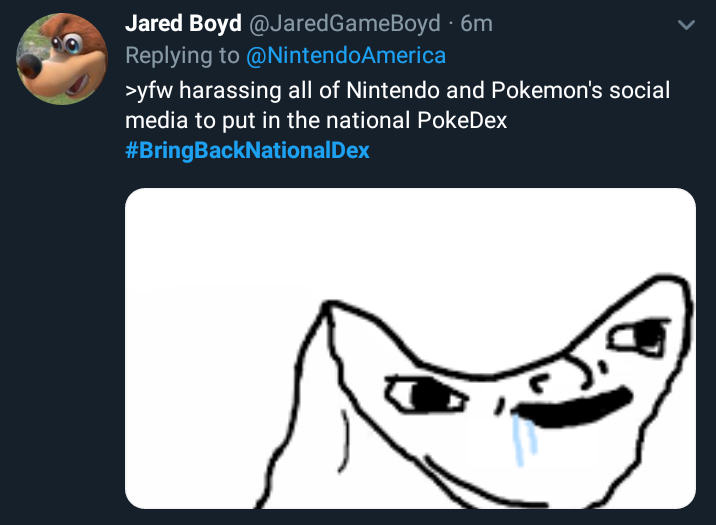 Jared Boyd @JaredGameBoyd · 6m
Replying to @NintendoAmerica
>yfw harassing all of Nintendo and Pokemon's social
media to put in the national PokeDex
#BringBackNationalDex